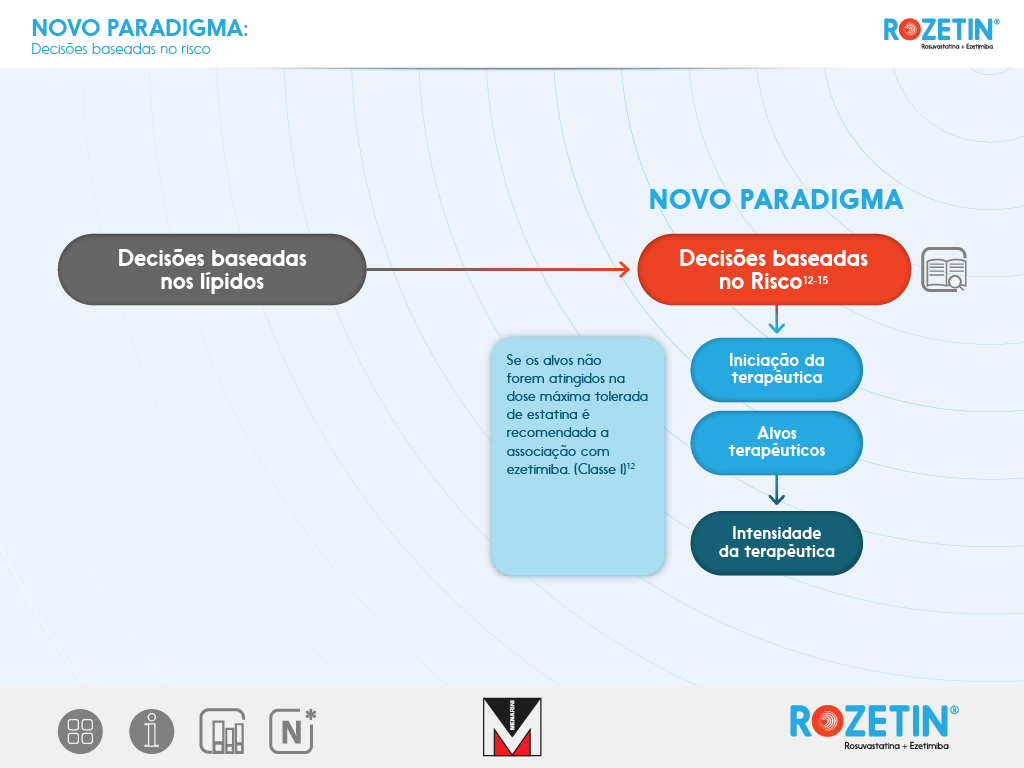 NOVO PARADIGMA:
Decisões baseadas no risco
ROZETIN®
Rosuvastatina + Ezetimiba
NOVO PARADIGMA
Decisões baseadas
nos lípidos
Decisões baseadas
no Risco¹²⁻¹⁵
Se os alvos não
forem atingidos na
dose máxima tolerada
de estatina é
recomendada a
associação com
ezetimiba. (Classe I)¹²
Iniciação da
terapêutica
Alvos
terapêuticos
Intensidade
da terapêutica
N*
MENARINI
ROZETIN®
Rosuvastatina + Ezetimiba